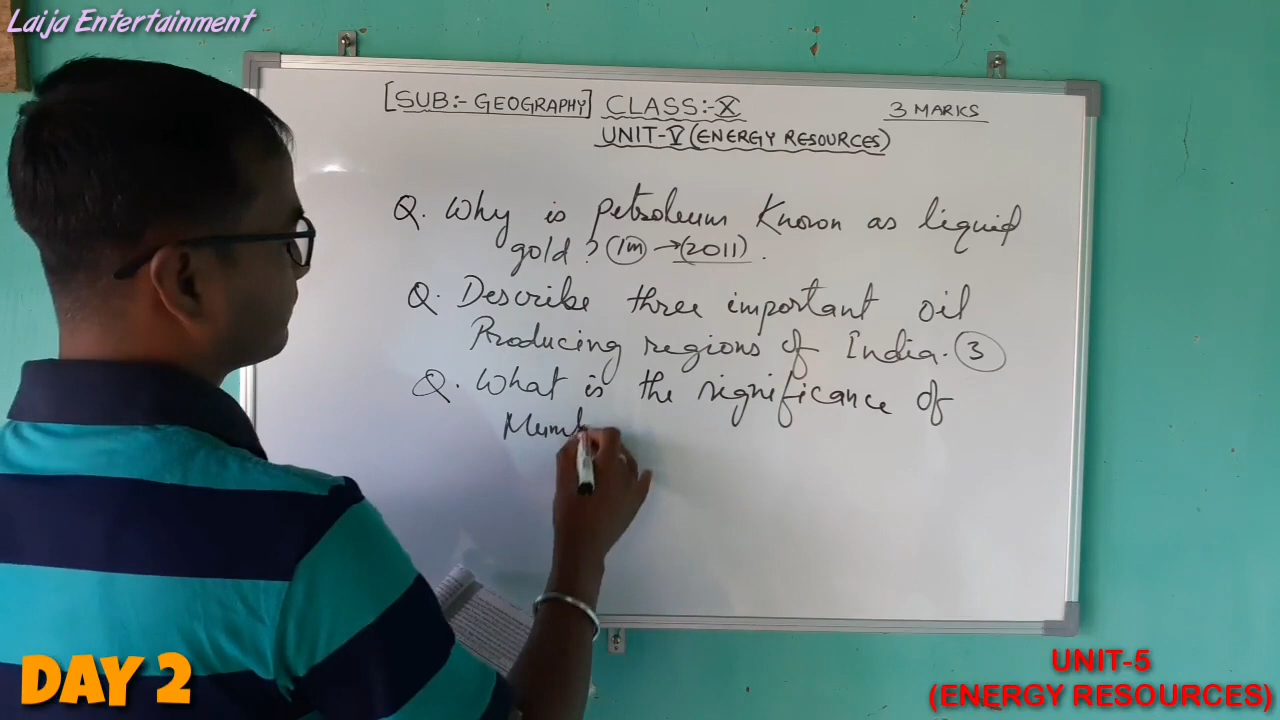 Laija Entertainment
[SUB:- GEOGRAPHY] CLASS:-X 3 MARKS
UNIT-V (ENERGY RESOURCES)
Q. Why is petroleum Known as liquid
gold? (1m) → (2011).
Q. Describe three important oil
Producing regions of India. (3)
Q. What is the significance of
Mumb
DAY 2
UNIT-5
(ENERGY RESOURCES)